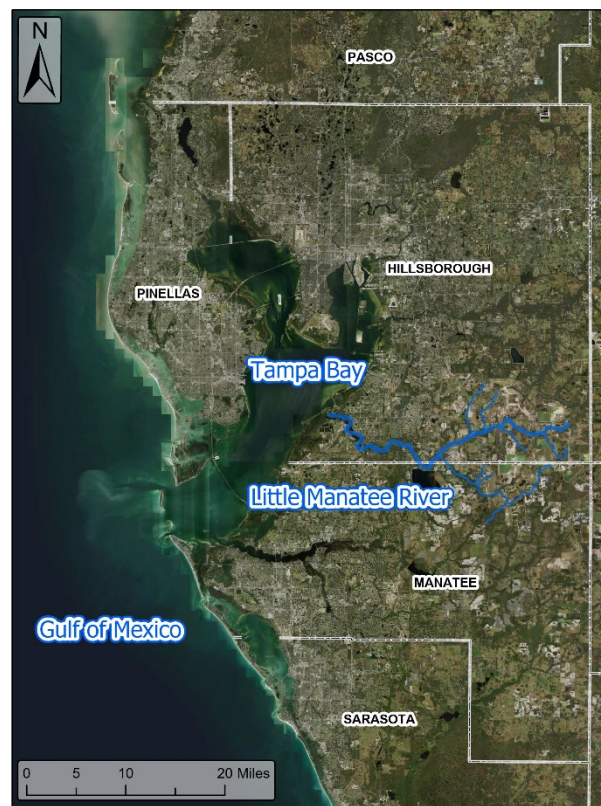 N
PASCO
HILLSBOROUGH
PINELLAS
Tampa Bay
Little Manatee River
MANATEE
Gulf of Mexico
SARASOTA
0 5 10 20 Miles